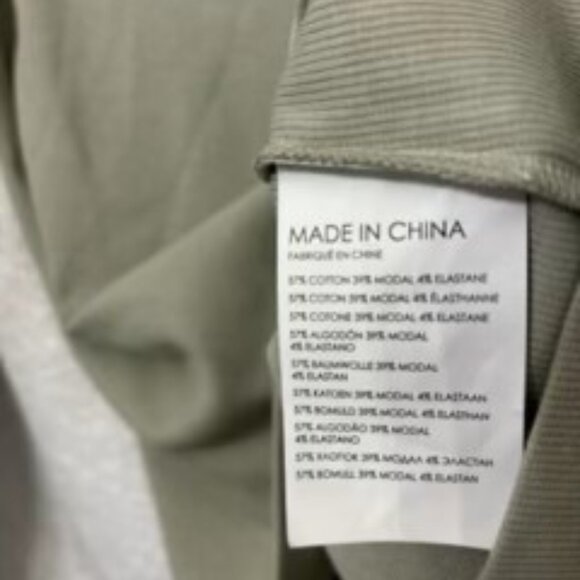 MADE IN CHINA
FABRIQUÉ EN CHINE
57% COTTON 39% MODAL 4% ELASTANE
57% COTON 39% MODAL 4% ÉLASTHANNE
57% COTONE 39% MODAL 4% ELASTANE
57% ALGODÓN 39% MODAL
4% ELASTANO
57% BAUMWOLLE 39% MODAL
4% ELASTAN
57% KATOEN 39% MODAL 4% ELASTAAN
57% BOMULD 39% MODAL 4% ELASTHAN
57% ALGODÃO 39% MODAL
4% ELASTANO
57% ХЛОПОК 39% МОДАЛ 4% ЭЛАСТАН
57% BOMULL 39% MODAL 4% ELASTAN